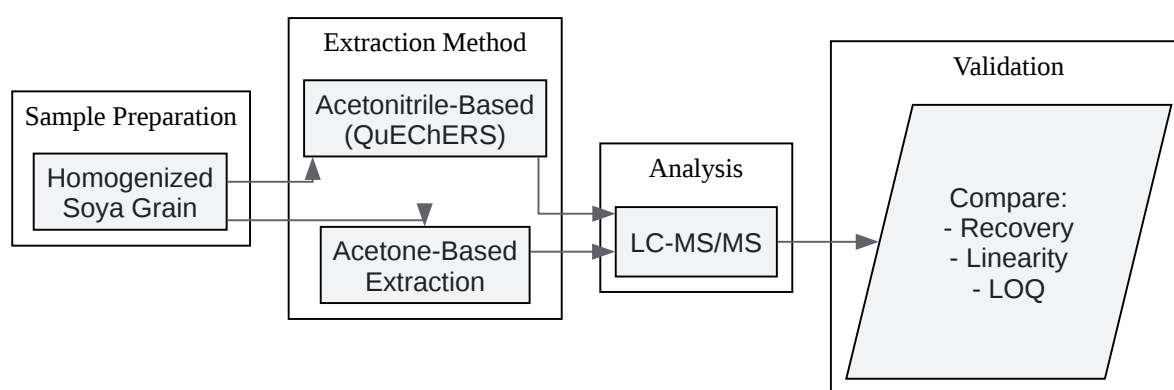 Sample Preparation
Homogenized
Soya Grain
Extraction Method
Acetonitrile-Based
(QuEChERS)
Acetone-Based
Extraction
Analysis
LC-MS/MS
Validation
Compare:
- Recovery
- Linearity
- LOQ